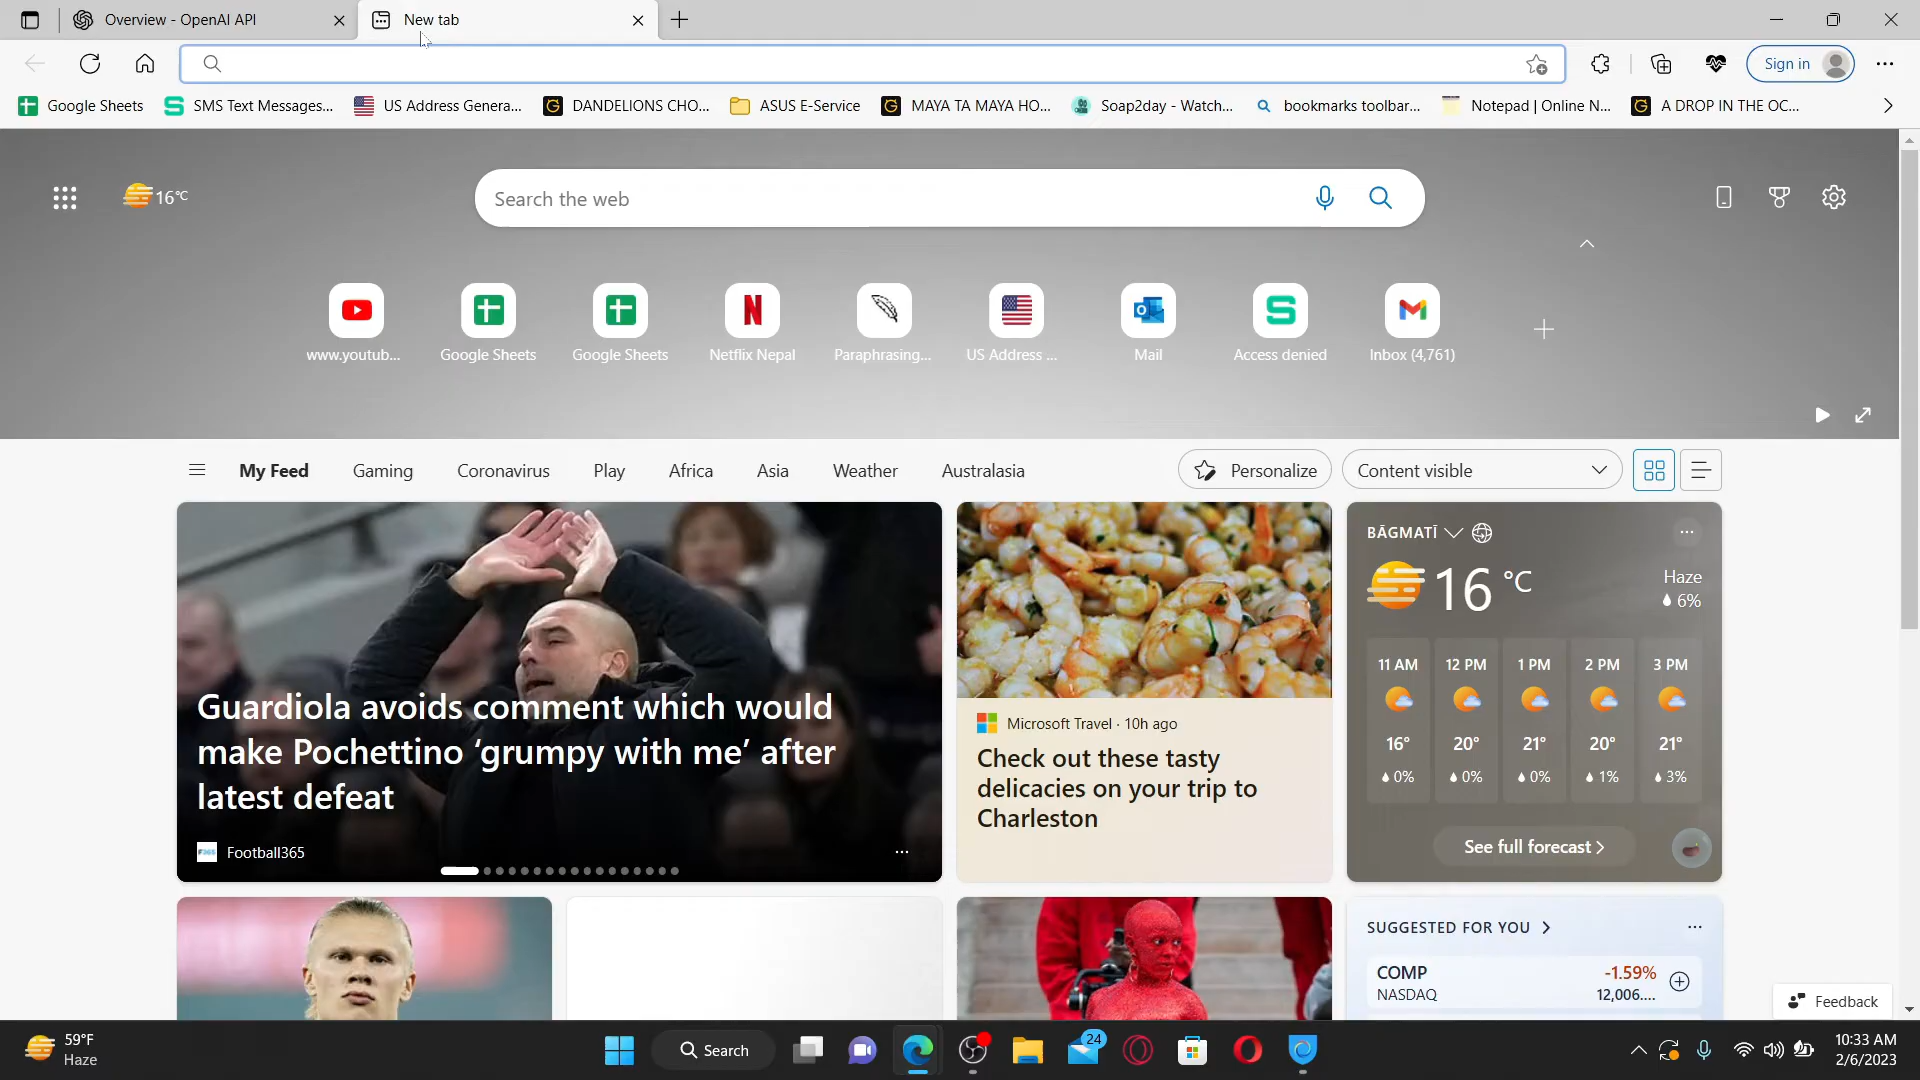 Overview - OpenAI API
New tab
Sign in
Google Sheets
SMS Text Messages...
US Address Genera...
DANDELIONS CHO...
ASUS E-Service
MAYA TA MAYA HO...
Soap2day - Watch...
bookmarks toolbar...
Notepad | Online N...
A DROP IN THE OC...
16°C
Search the web
www.youtub...
Google Sheets
Google Sheets
Netflix Nepal
Paraphrasing...
US Address ...
Mail
Access denied
Inbox (4,761)
My Feed
Gaming
Coronavirus
Play
Africa
Asia
Weather
Australasia
Personalize
Content visible
Guardiola avoids comment which would
make Pochettino ‘grumpy with me’ after
latest defeat
F365
Football365
Microsoft Travel · 10h ago
Check out these tasty
delicacies on your trip to
Charleston
BĀGMATĪ
16 °C
Haze
6%
11 AM 12 PM 1 PM 2 PM 3 PM
16° 20° 21° 20° 21°
0% 0% 0% 1% 3%
See full forecast
SUGGESTED FOR YOU
COMP -1.59%
NASDAQ 12,006....
Feedback
59°F
Haze
Search
24
10:33 AM
2/6/2023